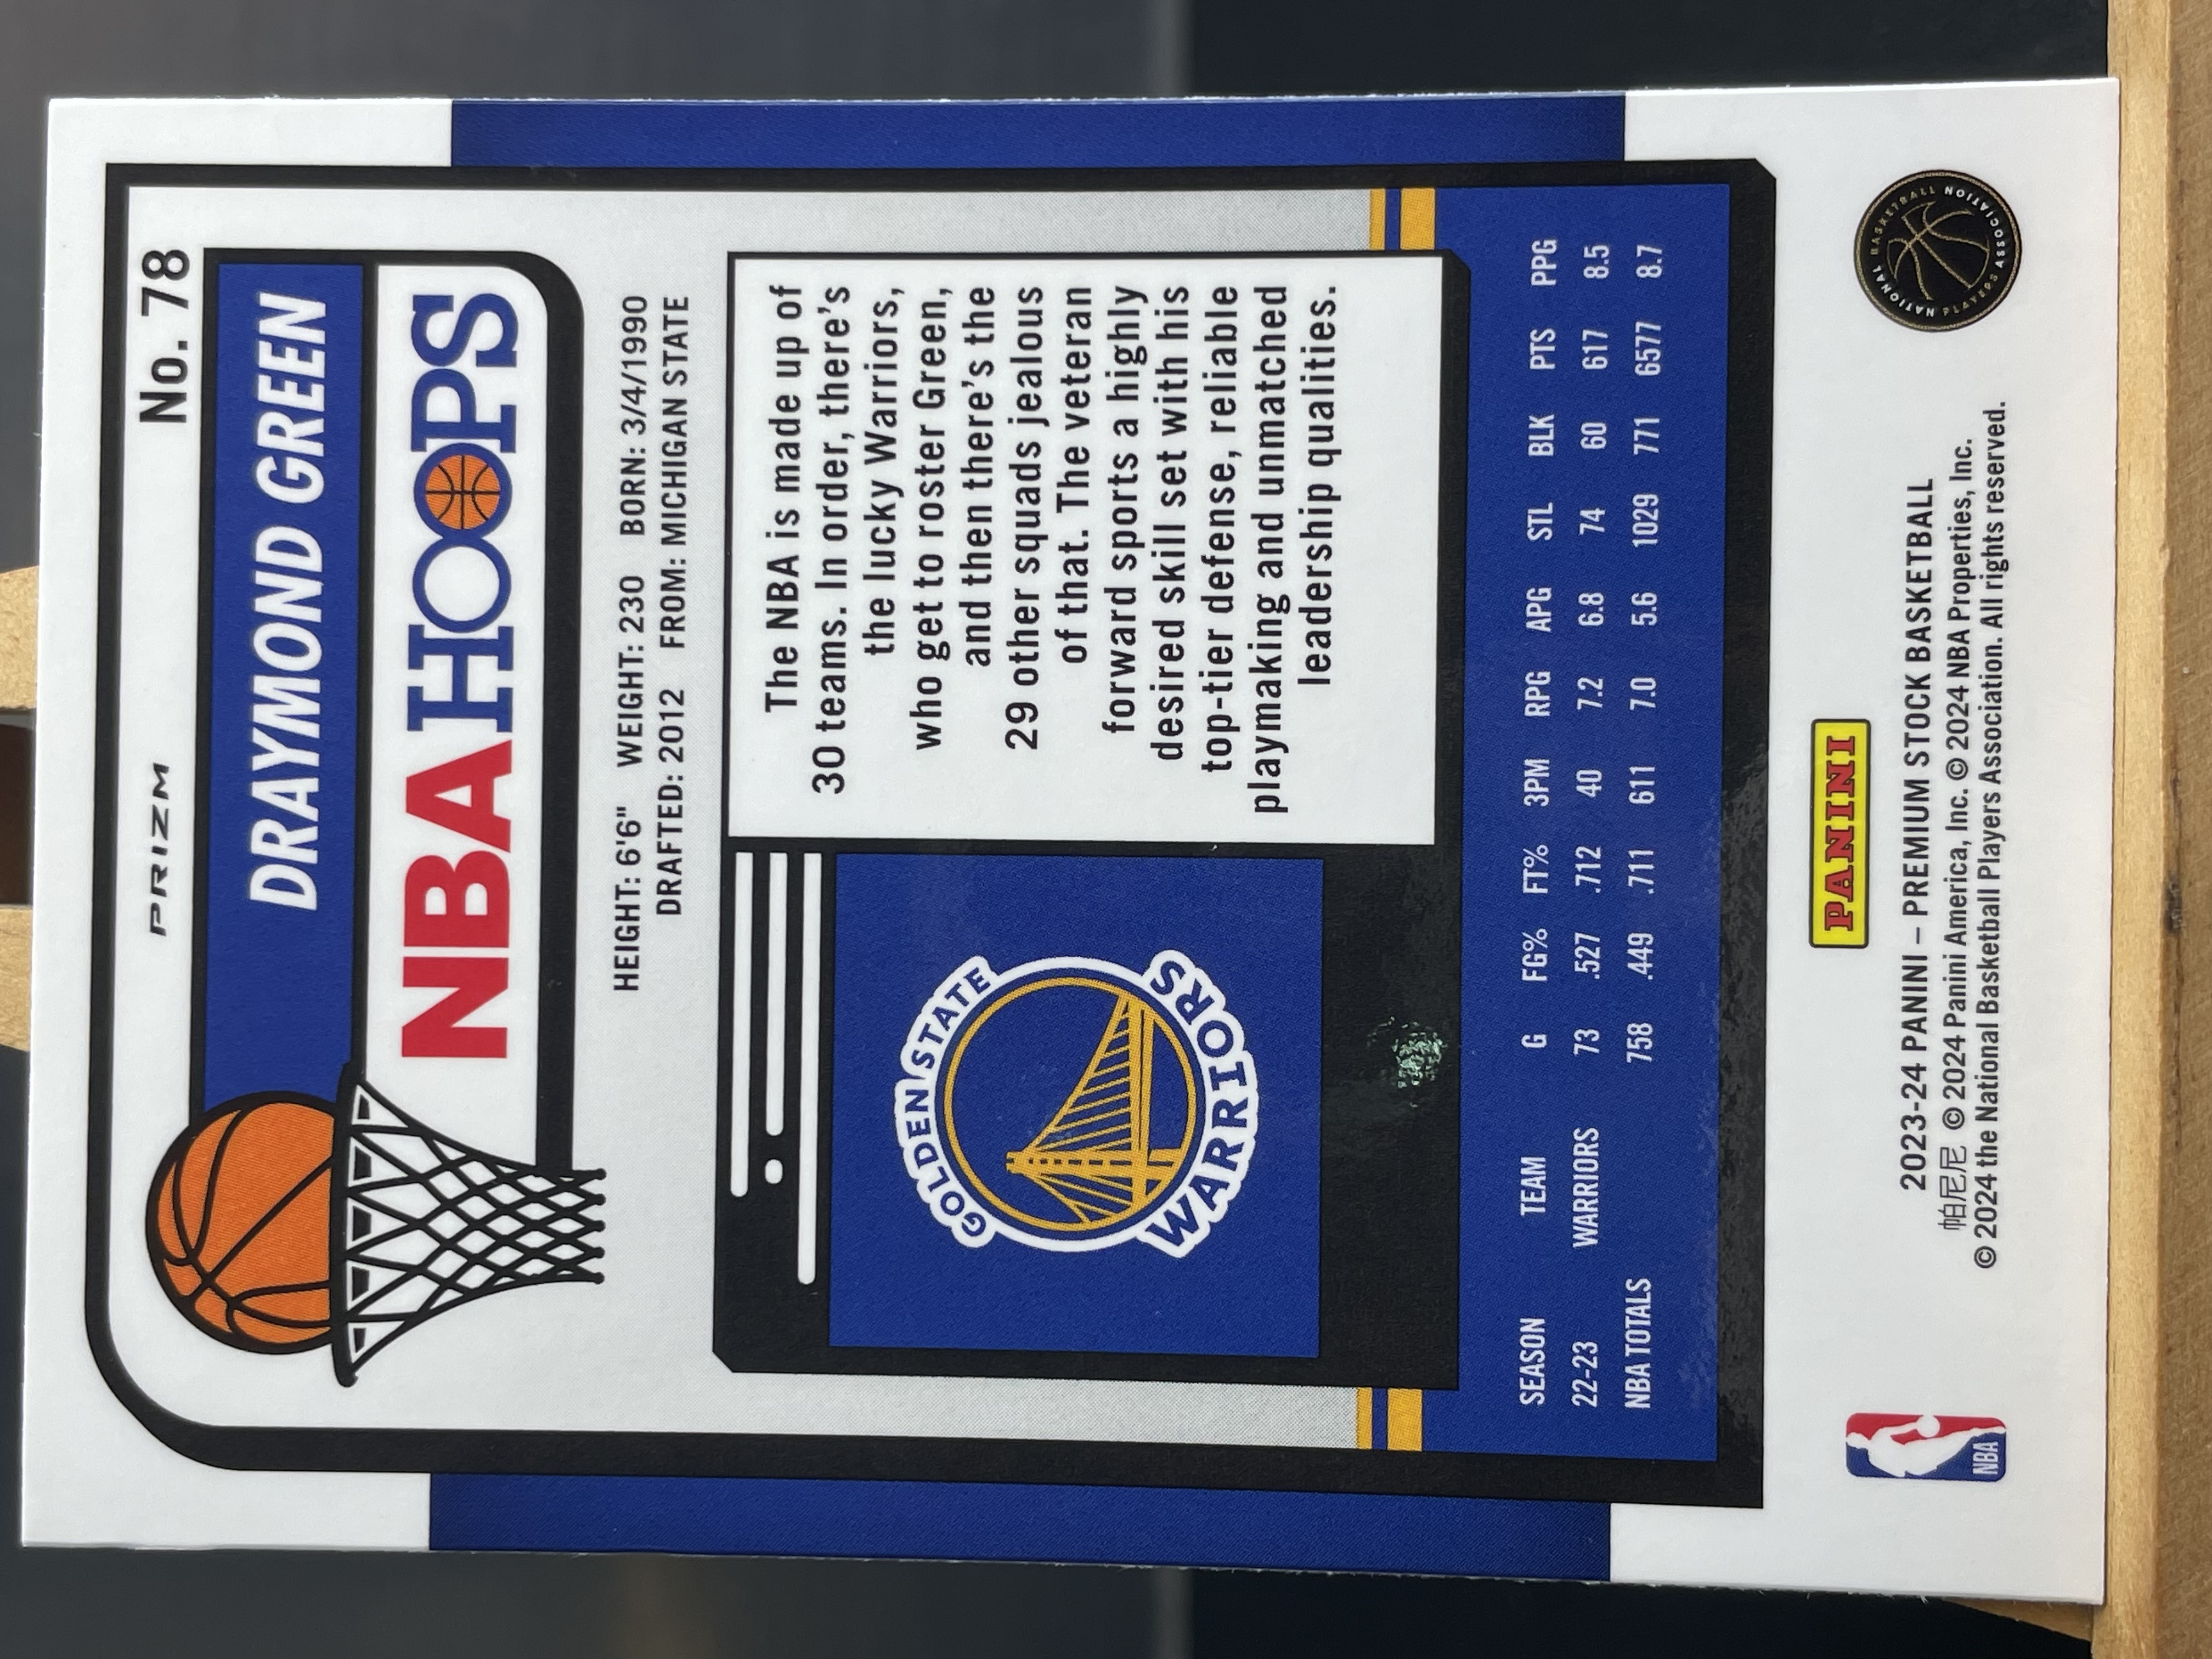 PRIZM
No. 78
DRAYMOND GREEN
NBA HOOPS
HEIGHT: 6'6" WEIGHT: 230 BORN: 3/4/1990
DRAFTED: 2012 FROM: MICHIGAN STATE
GOLDEN STATE
WARRIORS
The NBA is made up of
30 teams. In order, there's
the lucky Warriors,
who get to roster Green,
and then there's the
29 other squads jealous
of that. The veteran
forward sports a highly
desired skill set with his
top-tier defense, reliable
playmaking and unmatched
leadership qualities.
SEASON TEAM G FG% FT% 3PM RPG APG STL BLK PTS PPG
22-23 WARRIORS 73 .527 .712 40 7.2 6.8 74 60 617 8.5
NBA TOTALS 758 .449 .711 611 7.0 5.6 1029 771 6577 8.7
PANINI
NBA
2023-24 PANINI – PREMIUM STOCK BASKETBALL
帕尼尼 © 2024 Panini America, Inc. © 2024 NBA Properties, Inc.
© 2024 the National Basketball Players Association. All rights reserved.
NATIONAL BASKETBALL
PLAYERS ASSOCIATION